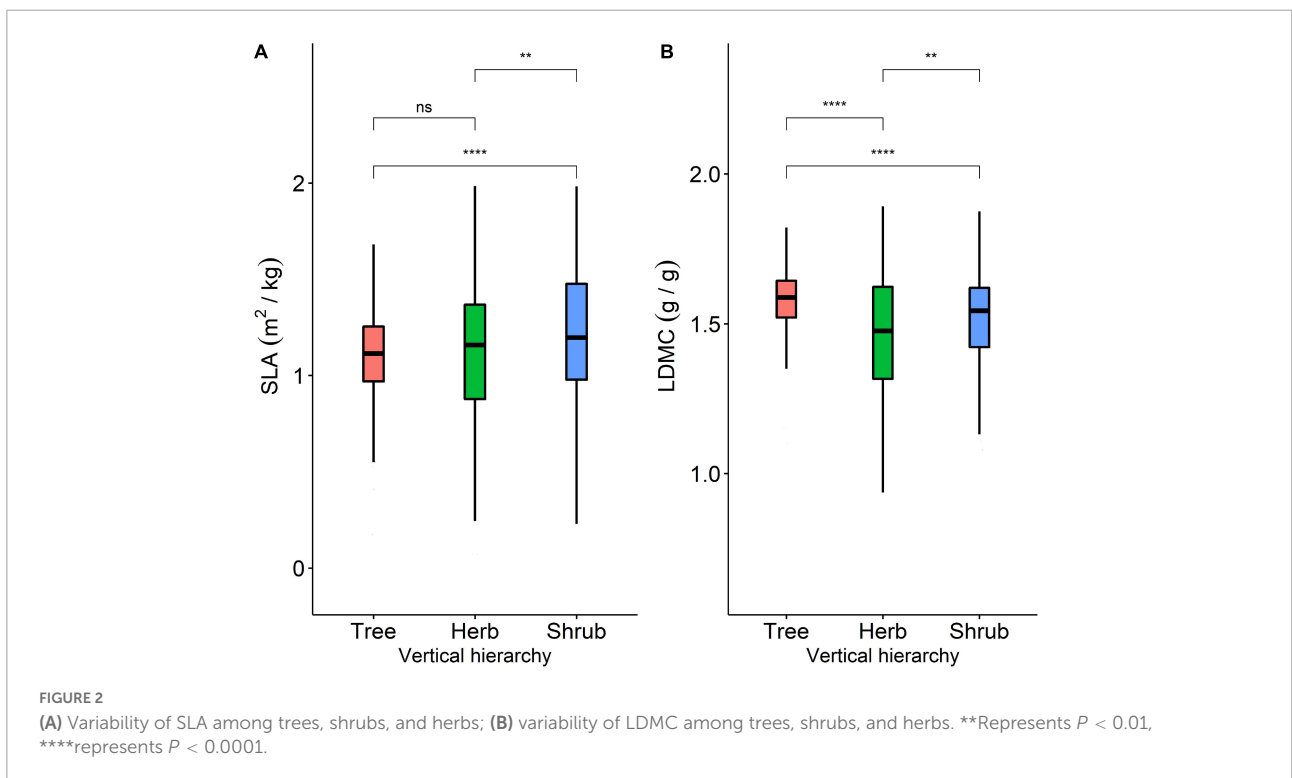 A
**
ns
****
2
1
0
SLA (m² / kg)
Tree Herb Shrub
Vertical hierarchy
B
**
****
****
2.0
1.5
1.0
LDMC (g / g)
Tree Herb Shrub
Vertical hierarchy
FIGURE 2
(A) Variability of SLA among trees, shrubs, and herbs; (B) variability of LDMC among trees, shrubs, and herbs. **Represents P < 0.01,
****represents P < 0.0001.